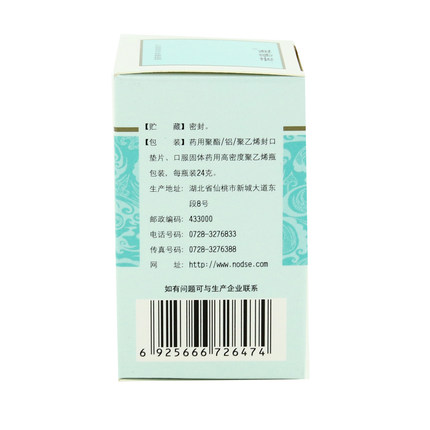 【贮　　藏】密封。
【包　　装】药用聚酯/铝/聚乙烯封口
垫片、口服固体药用高密度聚乙烯瓶
包装，每瓶装24克。
生产地址：湖北省仙桃市新城大道东
段8号
邮政编码：433000
电话号码：0728-3276833
传真号码：0728-3276388
网　　址：http://www.nodse.com
如有问题可与生产企业联系
6 925666 726474